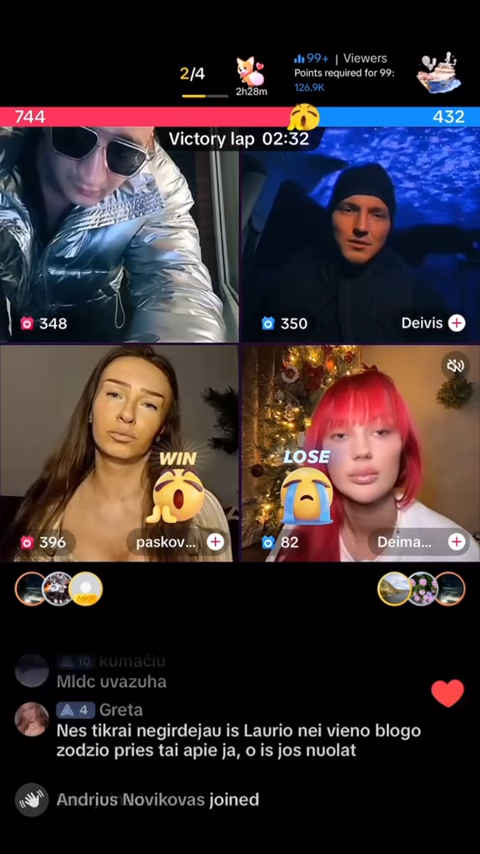 2/4
2h28m
99+ | Viewers
Points required for 99:
126.9K
744
432
Victory lap 02:32
348
350
Deivis
WIN
LOSE
396
paskov...
82
Deima...
10 kumaciu
Mldc uvazuha
4 Greta
Nes tikrai negirdejau is Laurio nei vieno blogo
zodzio pries tai apie ja, o is jos nuolat
Andrius Novikovas joined